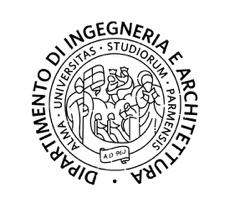 DIPARTIMENTO DI INGEGNERIA E ARCHITETTURA
ALMA · UNIVERSITAS · STUDIORUM · PARMENSIS
A.D. 962